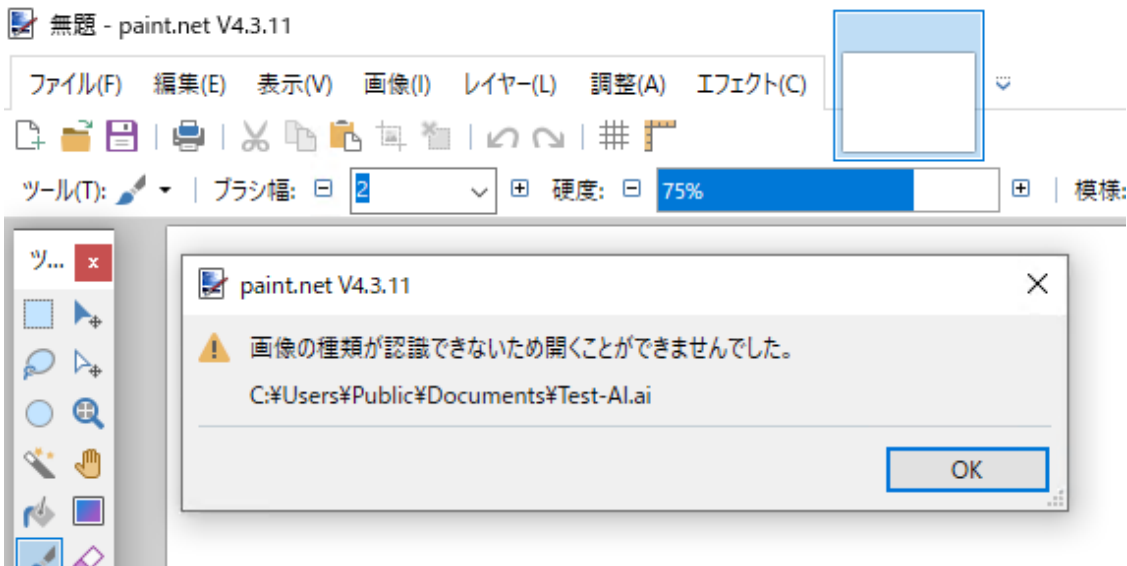 無題 - paint.net V4.3.11
ファイル(F) 編集(E) 表示(V) 画像(I) レイヤー(L) 調整(A) エフェクト(C)
ツール(T): ブラシ幅: 2 硬度: 75% 模様:
ツ... x
paint.net V4.3.11
画像の種類が認識できないため開くことができませんでした。
C:¥Users¥Public¥Documents¥Test-AI.ai
OK